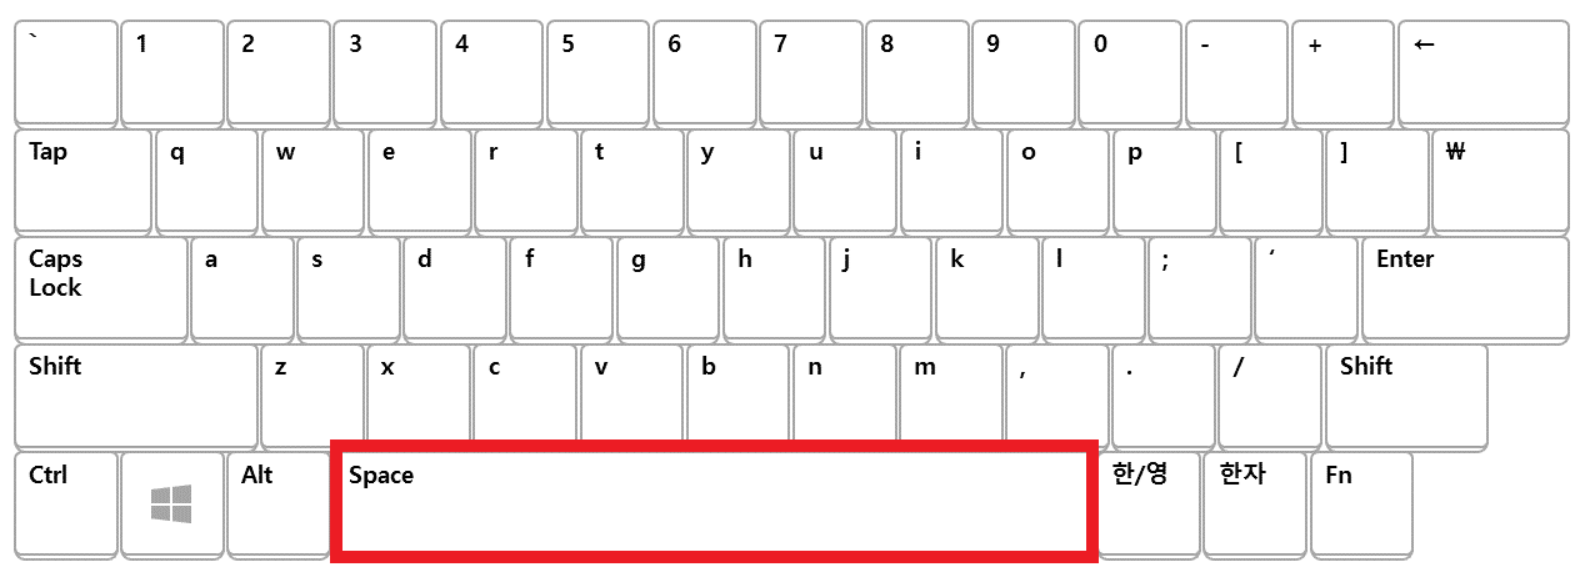 ` 1 2 3 4 5 6 7 8 9 0 - + ←
Tap q w e r t y u i o p [ ] ₩
Caps a s d f g h j k l ; ‘ Enter
Lock
Shift z x c v b n m , . / Shift
Ctrl Alt Space 한/영 한자 Fn